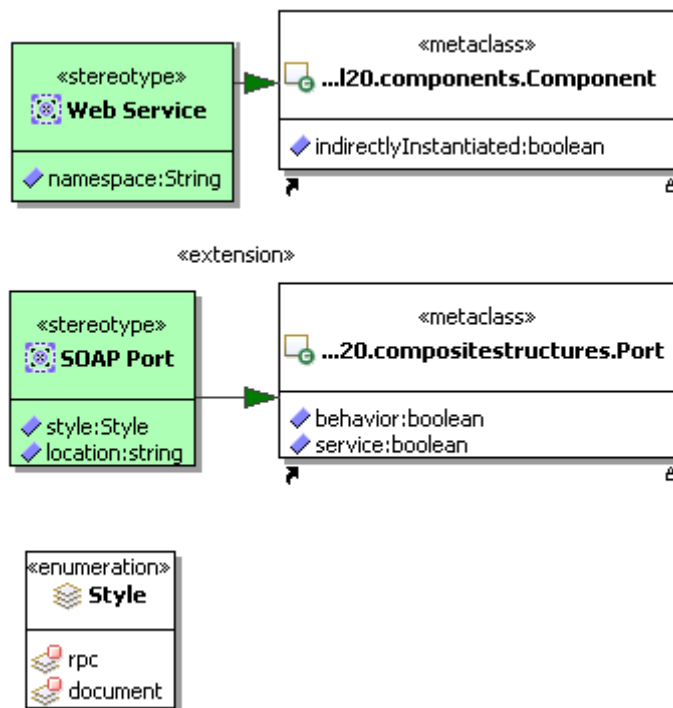 «stereotype»
Web Service
namespace:String
«metaclass»
...l20.components.Component
indirectlyInstantiated:boolean
«extension»
«stereotype»
SOAP Port
style:Style
location:string
«metaclass»
...20.compositestructures.Port
behavior:boolean
service:boolean
«enumeration»
Style
rpc
document